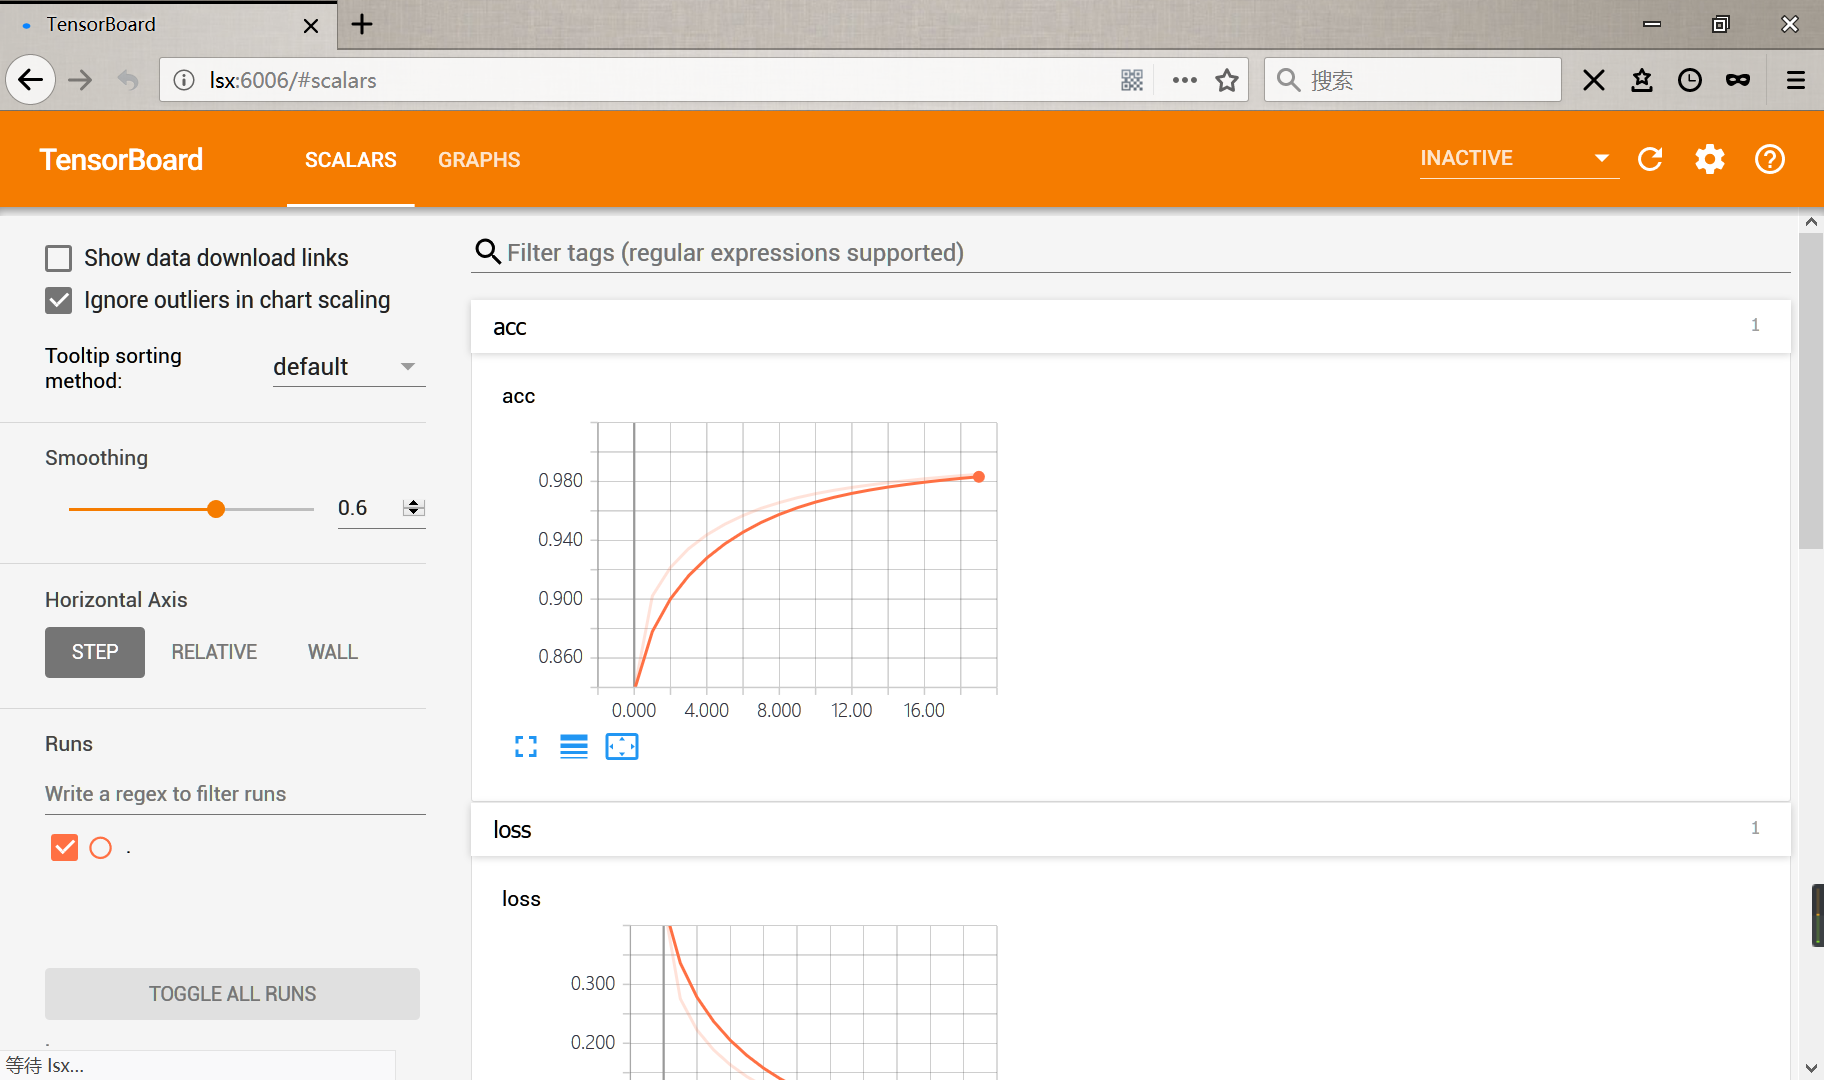 TensorBoard
lsx:6006/#scalars
搜索
TensorBoard
SCALARS
GRAPHS
INACTIVE
Show data download links
Ignore outliers in chart scaling
Tooltip sorting
method:
default
Smoothing
0.6
Horizontal Axis
STEP
RELATIVE
WALL
Runs
Write a regex to filter runs
.
TOGGLE ALL RUNS
等待 lsx...
Filter tags (regular expressions supported)
acc
1
acc
0.980
0.940
0.900
0.860
0.000 4.000 8.000 12.00 16.00
loss
1
loss
0.300
0.200